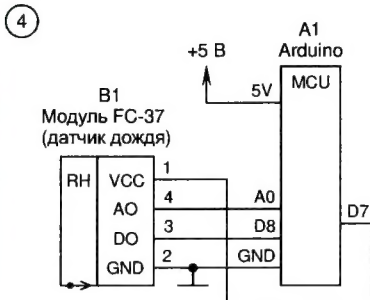 4
A1
Arduino
+5 В
5V
MCU
B1
Модуль FC-37
(датчик дождя)
RH
VCC
1
AO
4
A0
D7
DO
3
D8
GND
2
GND